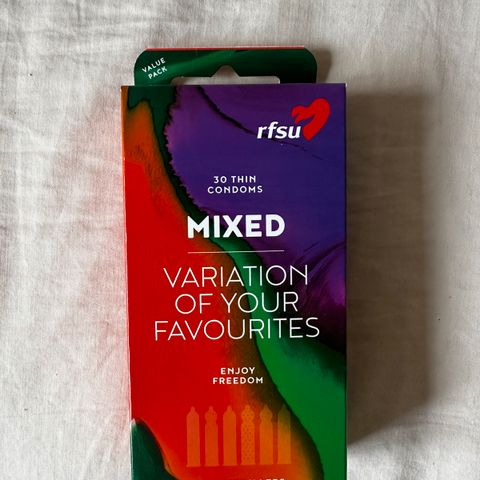 VALUE
PACK
rfsu
30 THIN
CONDOMS
MIXED
VARIATION
OF YOUR
FAVOURITES
ENJOY
FREEDOM